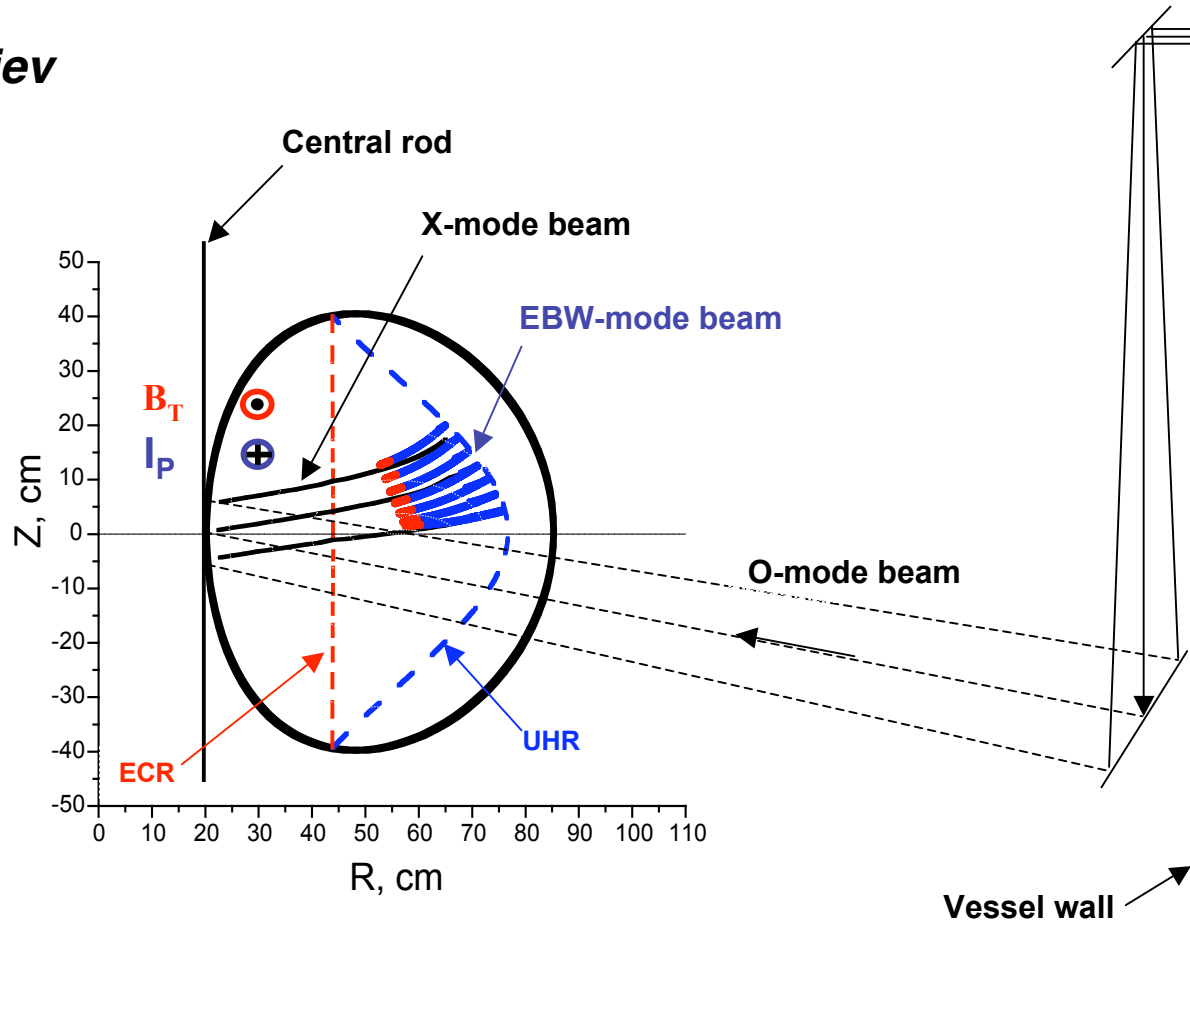 iev
Central rod
X-mode beam
EBW-mode beam
O-mode beam
B_T
I_P
UHR
ECR
Z, cm
50
40
30
20
10
0
-10
-20
-30
-40
-50
0 10 20 30 40 50 60 70 80 90 100 110
R, cm
Vessel wall